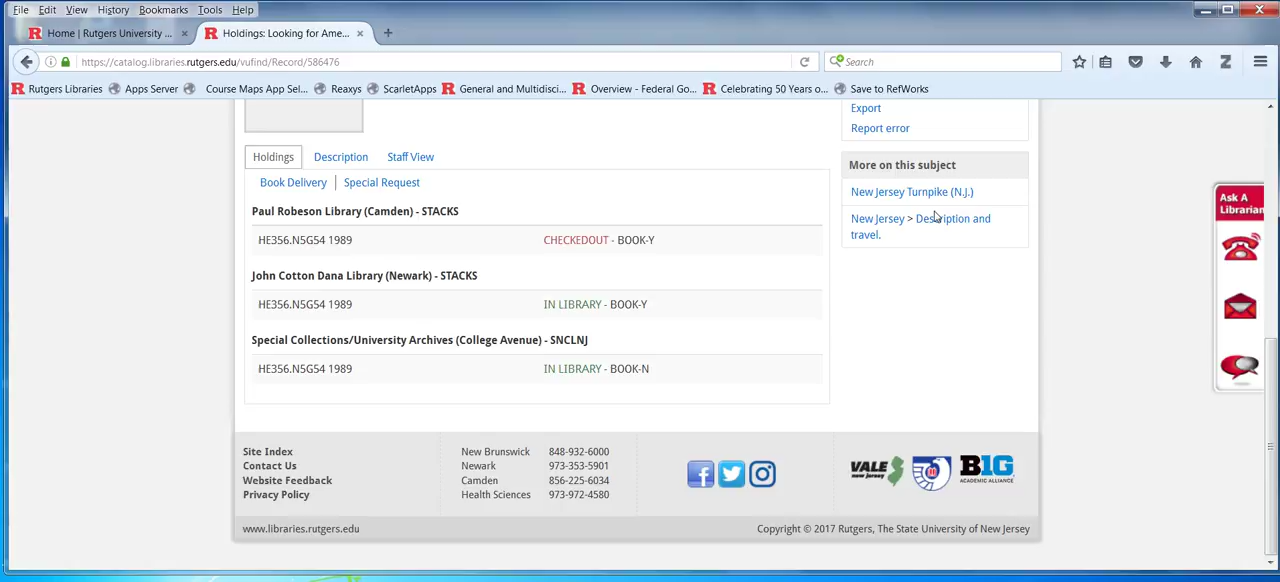 File Edit View History Bookmarks Tools Help
Home | Rutgers University ... × Holdings: Looking for Ame... × +
https://catalog.libraries.rutgers.edu/vufind/Record/586476 Search
Rutgers Libraries Apps Server Course Maps App Sel... Reaxys ScarletApps General and Multidisci... Overview - Federal Go... Celebrating 50 Years o... Save to RefWorks
Export
Report error
More on this subject
New Jersey Turnpike (N.J.)
New Jersey > Description and
travel.
Holdings Description Staff View
Book Delivery Special Request
Paul Robeson Library (Camden) - STACKS
HE356.N5G54 1989 CHECKEDOUT - BOOK-Y
John Cotton Dana Library (Newark) - STACKS
HE356.N5G54 1989 IN LIBRARY - BOOK-Y
Special Collections/University Archives (College Avenue) - SNCLNJ
HE356.N5G54 1989 IN LIBRARY - BOOK-N
Ask A
Librarian
Site Index
Contact Us
Website Feedback
Privacy Policy
New Brunswick 848-932-6000
Newark 973-353-5901
Camden 856-225-6034
Health Sciences 973-972-4580
VALE
new jersey
B1G
ACADEMIC ALLIANCE
www.libraries.rutgers.edu Copyright © 2017 Rutgers, The State University of New Jersey